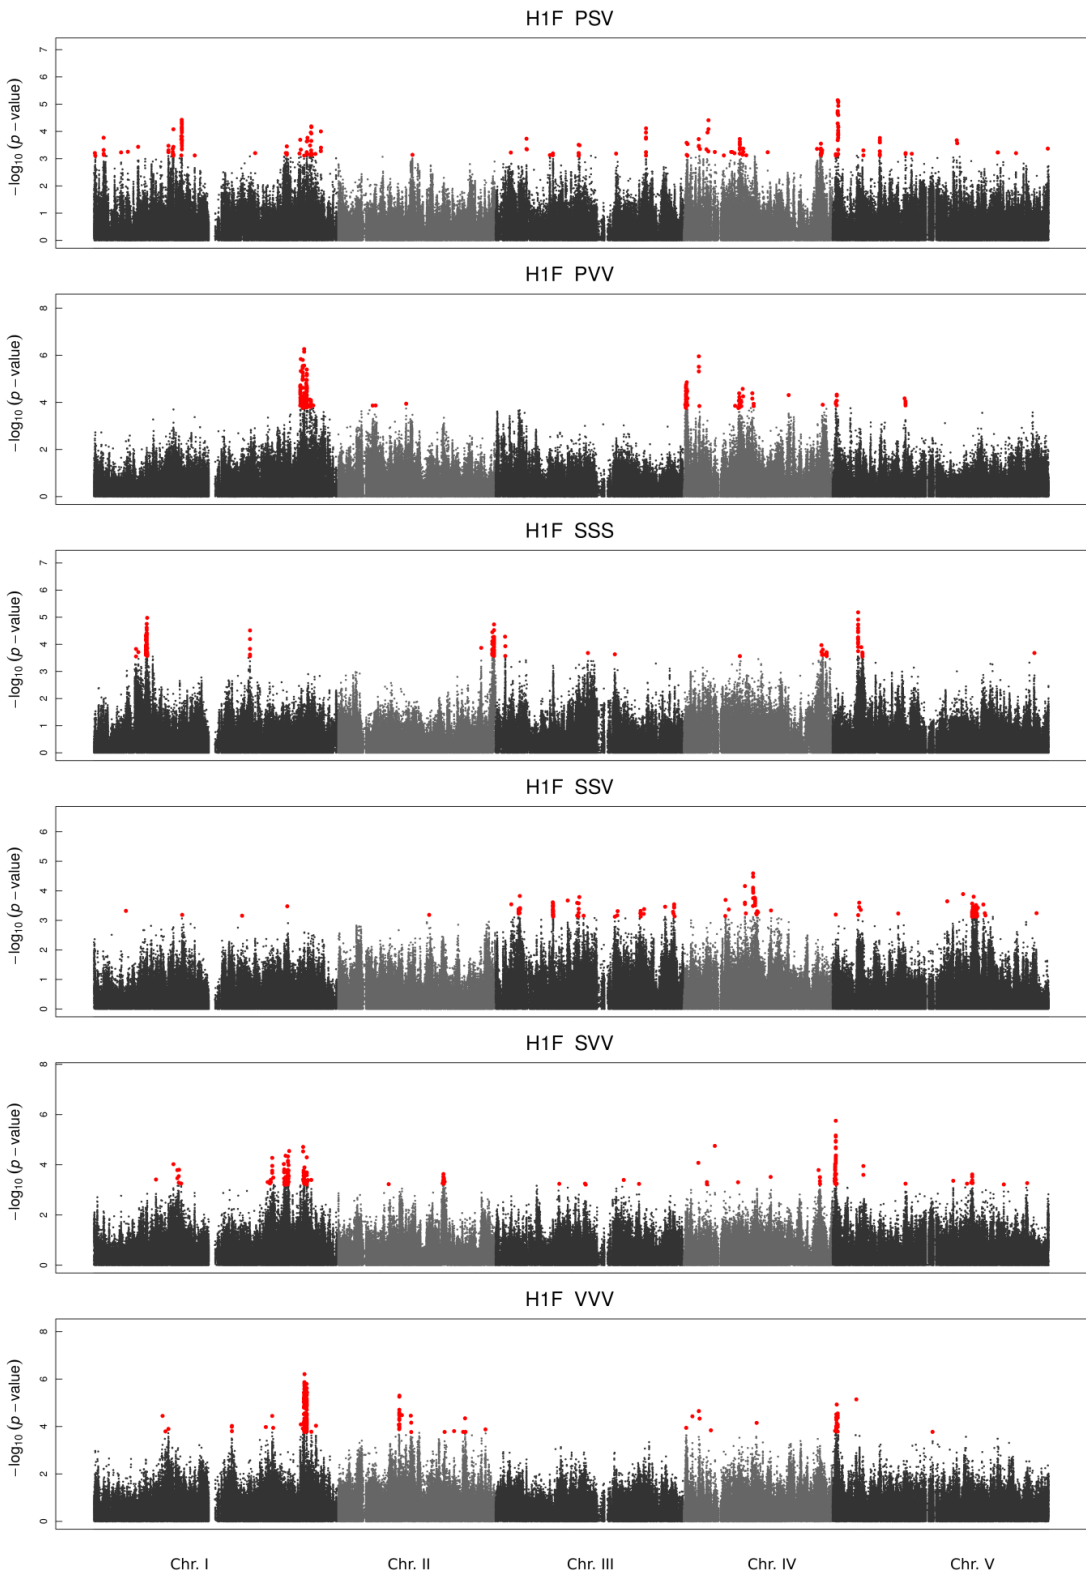 H1F PSV
−log₁₀ (p − value)
7
6
5
4
3
2
1
0
H1F PVV
−log₁₀ (p − value)
8
6
4
2
0
H1F SSS
−log₁₀ (p − value)
7
6
5
4
3
2
1
0
H1F SSV
−log₁₀ (p − value)
6
5
4
3
2
1
0
H1F SVV
−log₁₀ (p − value)
8
6
4
2
0
H1F VVV
−log₁₀ (p − value)
8
6
4
2
0
Chr. I Chr. II Chr. III Chr. IV Chr. V